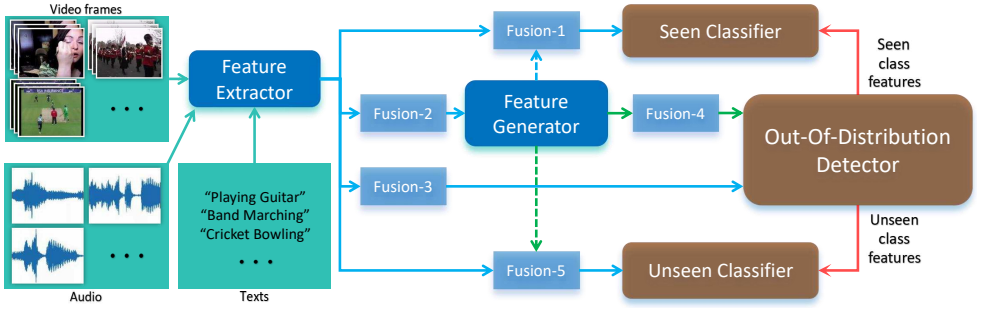 Video frames
Feature
Extractor
Fusion-1
Seen Classifier
Seen
class
features
Fusion-2
Feature
Generator
Fusion-4
Out-Of-Distribution
Detector
Fusion-3
"Playing Guitar"
"Band Marching"
"Cricket Bowling"
Unseen
class
features
Fusion-5
Unseen Classifier
Audio
Texts